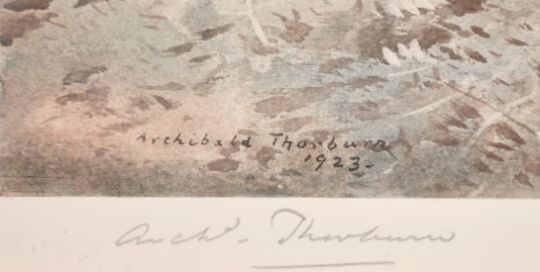 Archibald Thorburn
1923-
Archd. Thorburn